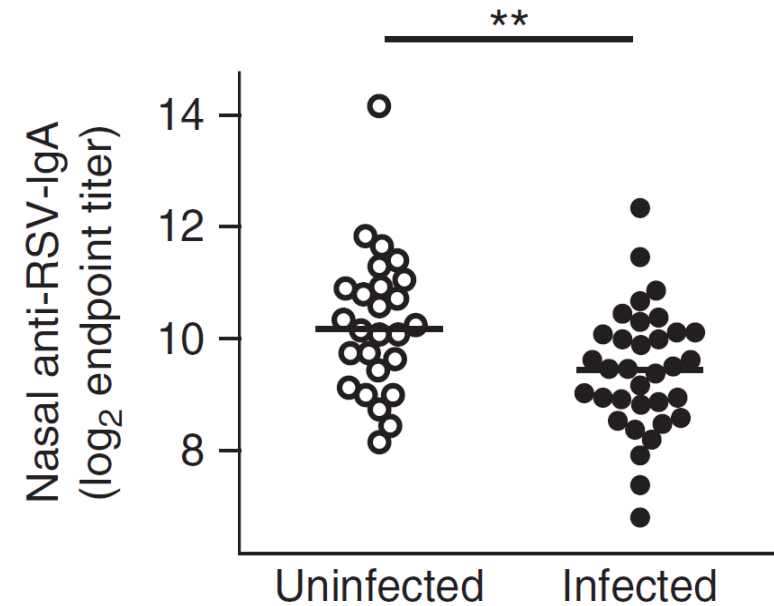 **
Nasal anti-RSV-IgA
(log₂ endpoint titer)
14
12
10
8
Uninfected
Infected